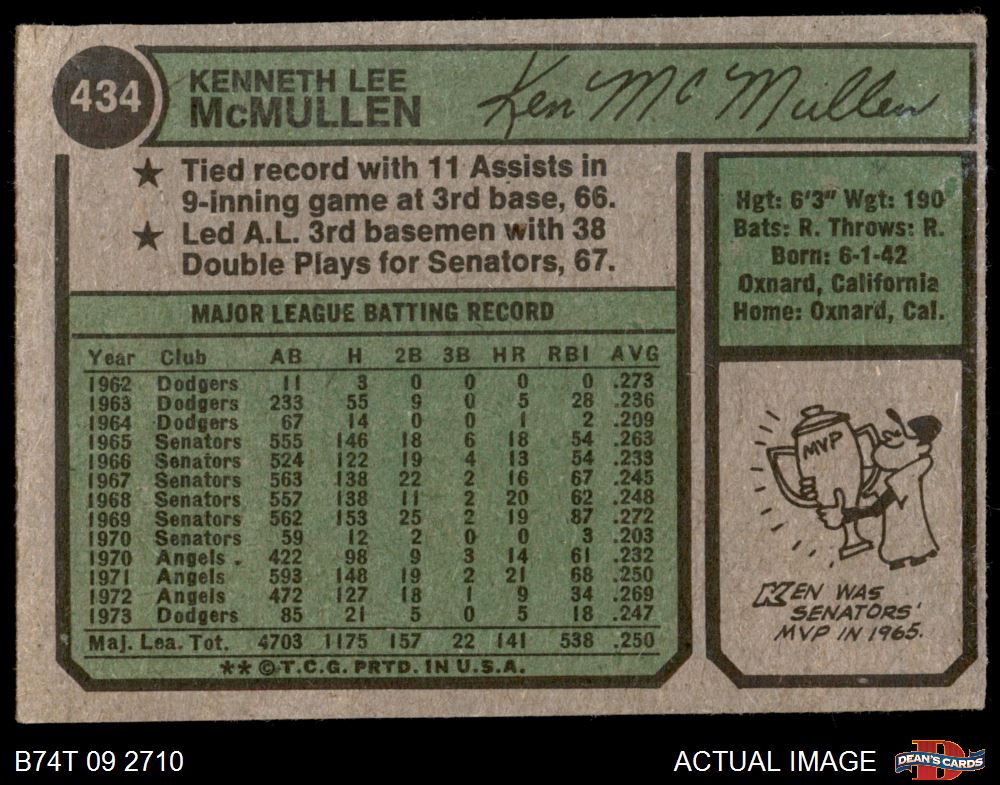 434
KENNETH LEE
McMULLEN
Ken McMullen
★ Tied record with 11 Assists in
9-inning game at 3rd base, 66.
★ Led A.L. 3rd basemen with 38
Double Plays for Senators, 67.
Hgt: 6'3" Wgt: 190
Bats: R. Throws: R.
Born: 6-1-42
Oxnard, California
Home: Oxnard, Cal.
MAJOR LEAGUE BATTING RECORD
Year Club AB H 2B 3B HR RBI AVG
1962 Dodgers 11 3 0 0 0 0 .273
1963 Dodgers 233 55 9 0 5 28 .236
1964 Dodgers 67 14 0 0 1 2 .209
1965 Senators 555 146 18 6 18 54 .263
1966 Senators 524 122 19 4 13 54 .233
1967 Senators 563 138 22 2 16 67 .245
1968 Senators 557 138 11 2 20 62 .248
1969 Senators 562 153 25 2 19 87 .272
1970 Senators 59 12 2 0 0 3 .203
1970 Angels 422 98 9 3 14 61 .232
1971 Angels 593 148 19 2 21 68 .250
1972 Angels 472 127 18 1 9 34 .269
1973 Dodgers 85 21 5 0 5 18 .247
Maj. Lea. Tot. 4703 1175 157 22 141 538 .250
** © T.C.G. PRTD. IN U.S.A.
MVP
KEN WAS
SENATORS'
MVP IN 1965.
B74T 09 2710
ACTUAL IMAGE
DEAN'S CARDS